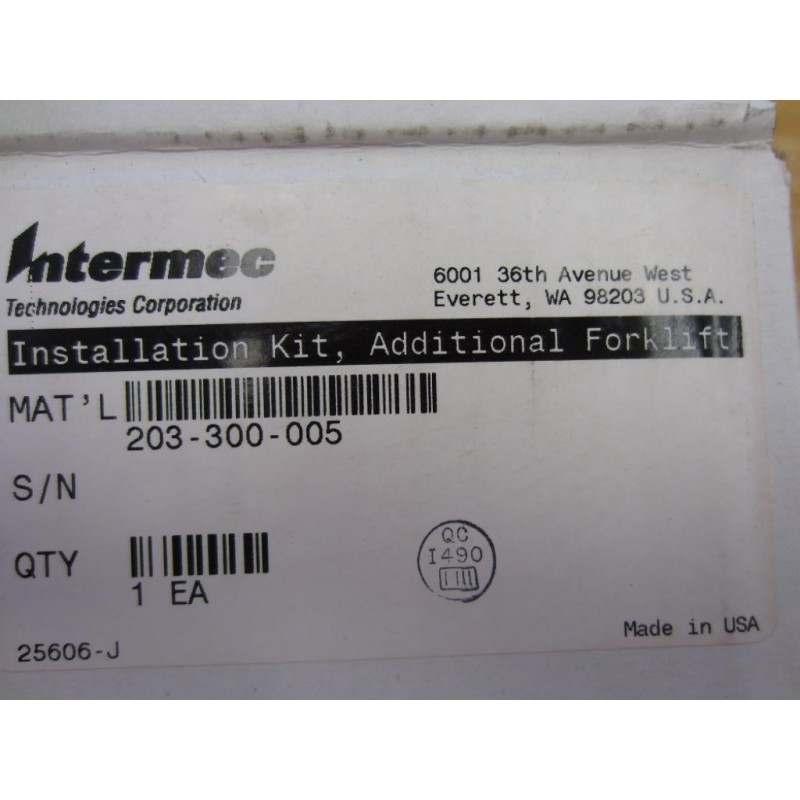 Intermec
Technologies Corporation
6001 36th Avenue West
Everett, WA 98203 U.S.A.
Installation Kit, Additional Forklift
MAT'L
203-300-005
S/N
QTY
1 EA
QC
I490
25606-J
Made in USA